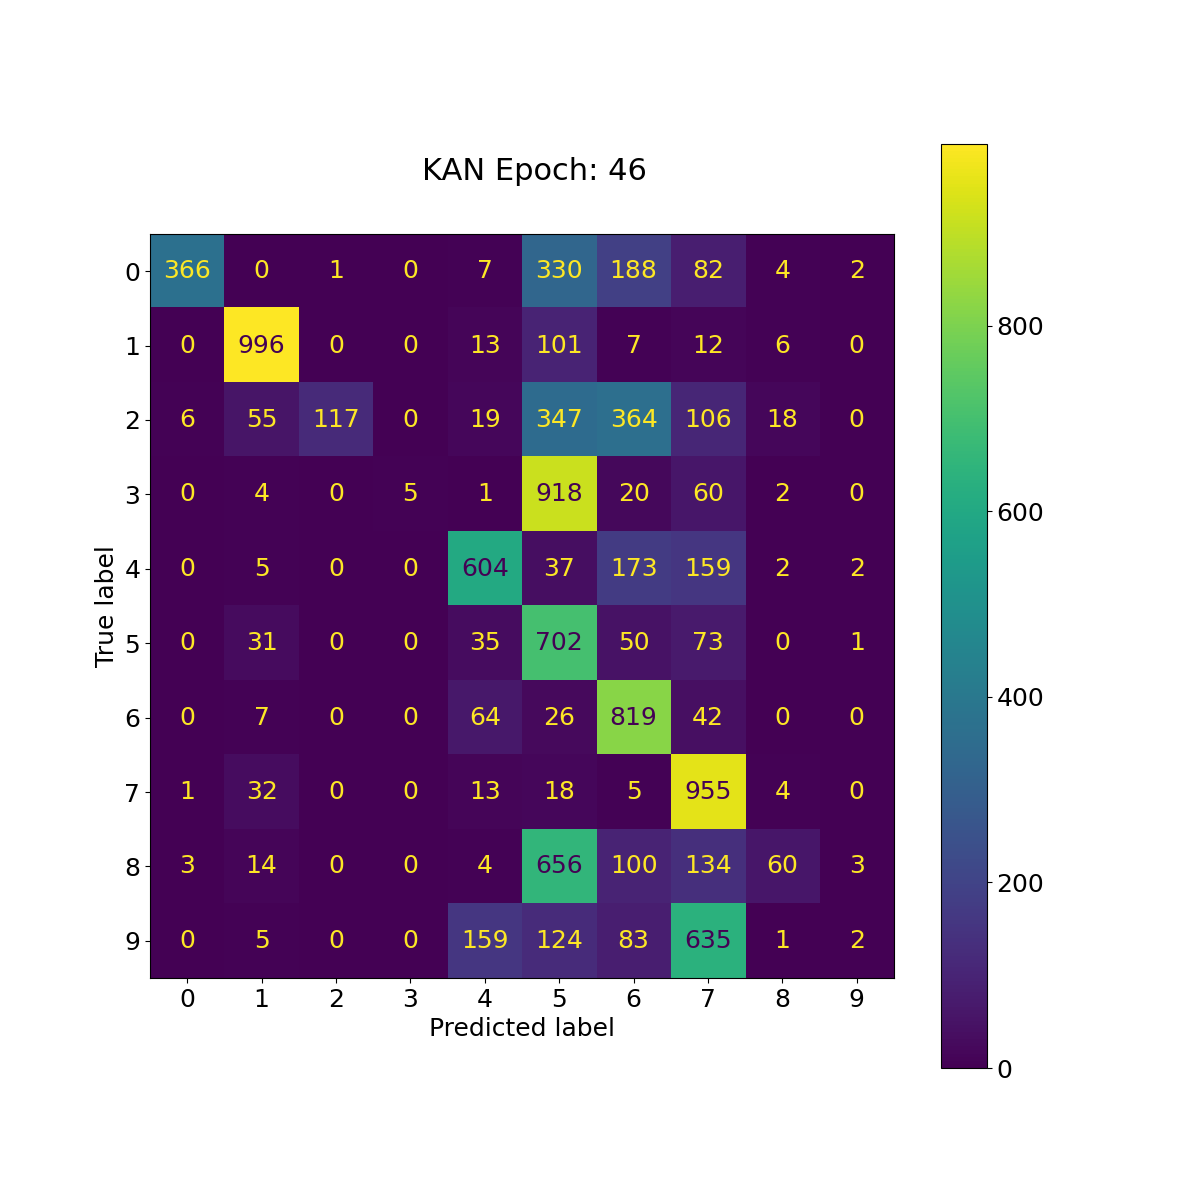 KAN Epoch: 46
0 366 0 1 0 7 330 188 82 4 2
1 0 996 0 0 13 101 7 12 6 0
2 6 55 117 0 19 347 364 106 18 0
3 0 4 0 5 1 918 20 60 2 0
4 0 5 0 0 604 37 173 159 2 2
5 0 31 0 0 35 702 50 73 0 1
6 0 7 0 0 64 26 819 42 0 0
7 1 32 0 0 13 18 5 955 4 0
8 3 14 0 0 4 656 100 134 60 3
9 0 5 0 0 159 124 83 635 1 2
0 1 2 3 4 5 6 7 8 9
Predicted label
True label
800
600
400
200
0